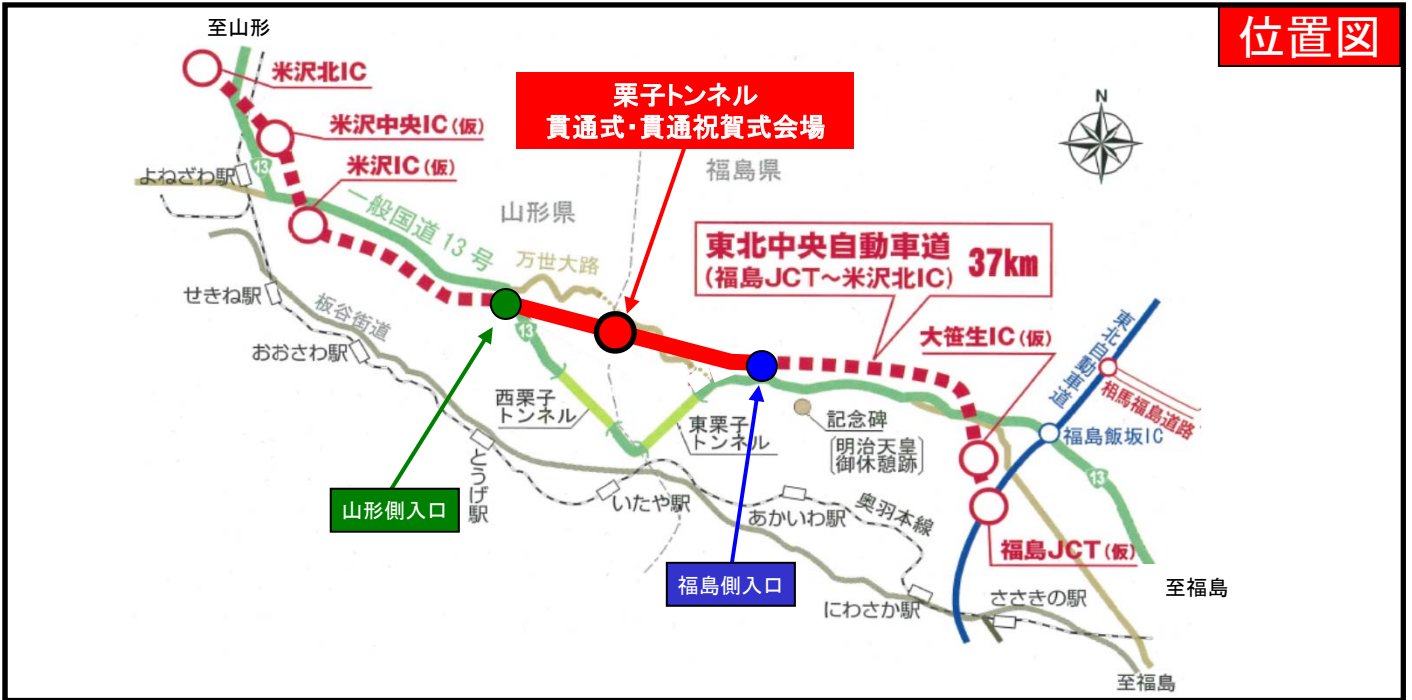 位置図
至山形
米沢北IC
米沢中央IC(仮)
米沢IC(仮)
13
よねざわ駅
栗子トンネル
貫通式・貫通祝賀式会場
N
福島県
山形県
一般国道13号
万世大路
東北中央自動車道
(福島JCT~米沢北IC)
37km
せきね駅
板谷街道
おおさわ駅
13
大笹生IC(仮)
東北自動車道
相馬福島道路
西栗子
トンネル
東栗子
トンネル
記念碑
[明治天皇
御休憩跡]
福島飯坂IC
13
とうげ駅
いたや駅
あかいわ駅
奥羽本線
山形側入口
福島側入口
福島JCT(仮)
至福島
にわさか駅
ささきの駅
至福島